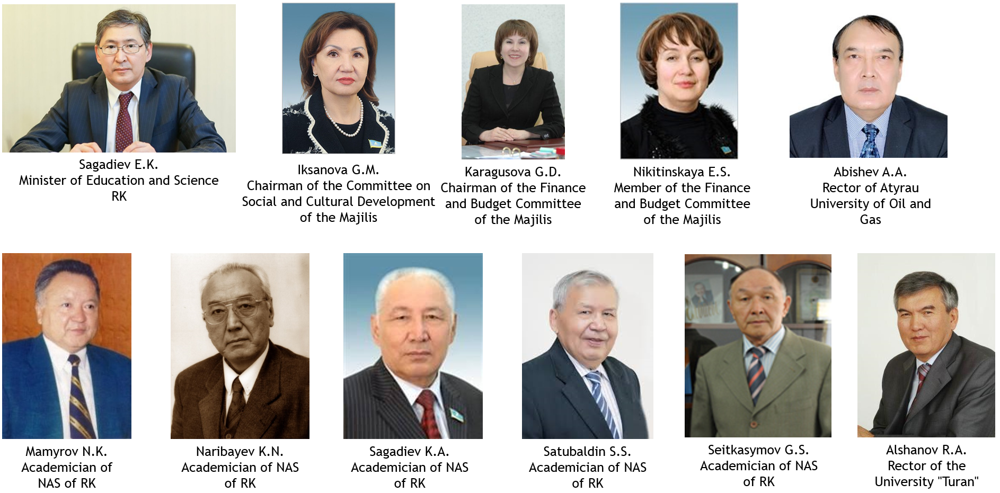 Sagadiev E.K.
Minister of Education and Science
RK
Iksanova G.M.
Chairman of the Committee on
Social and Cultural Development
of the Majilis
Karagusova G.D.
Chairman of the Finance
and Budget Committee
of the Majilis
Nikitinskaya E.S.
Member of the Finance
and Budget Committee
of the Majilis
Abishev A.A.
Rector of Atyrau
University of Oil and
Gas
Mamyrov N.K.
Academician of
NAS of RK
Naribayev K.N.
Academician of NAS
of RK
Sagadiev K.A.
Academician of NAS
of RK
Satubaldin S.S.
Academician of NAS
of RK
Seitkasymov G.S.
Academician of NAS
of RK
Alshanov R.A.
Rector of the
University "Turan"